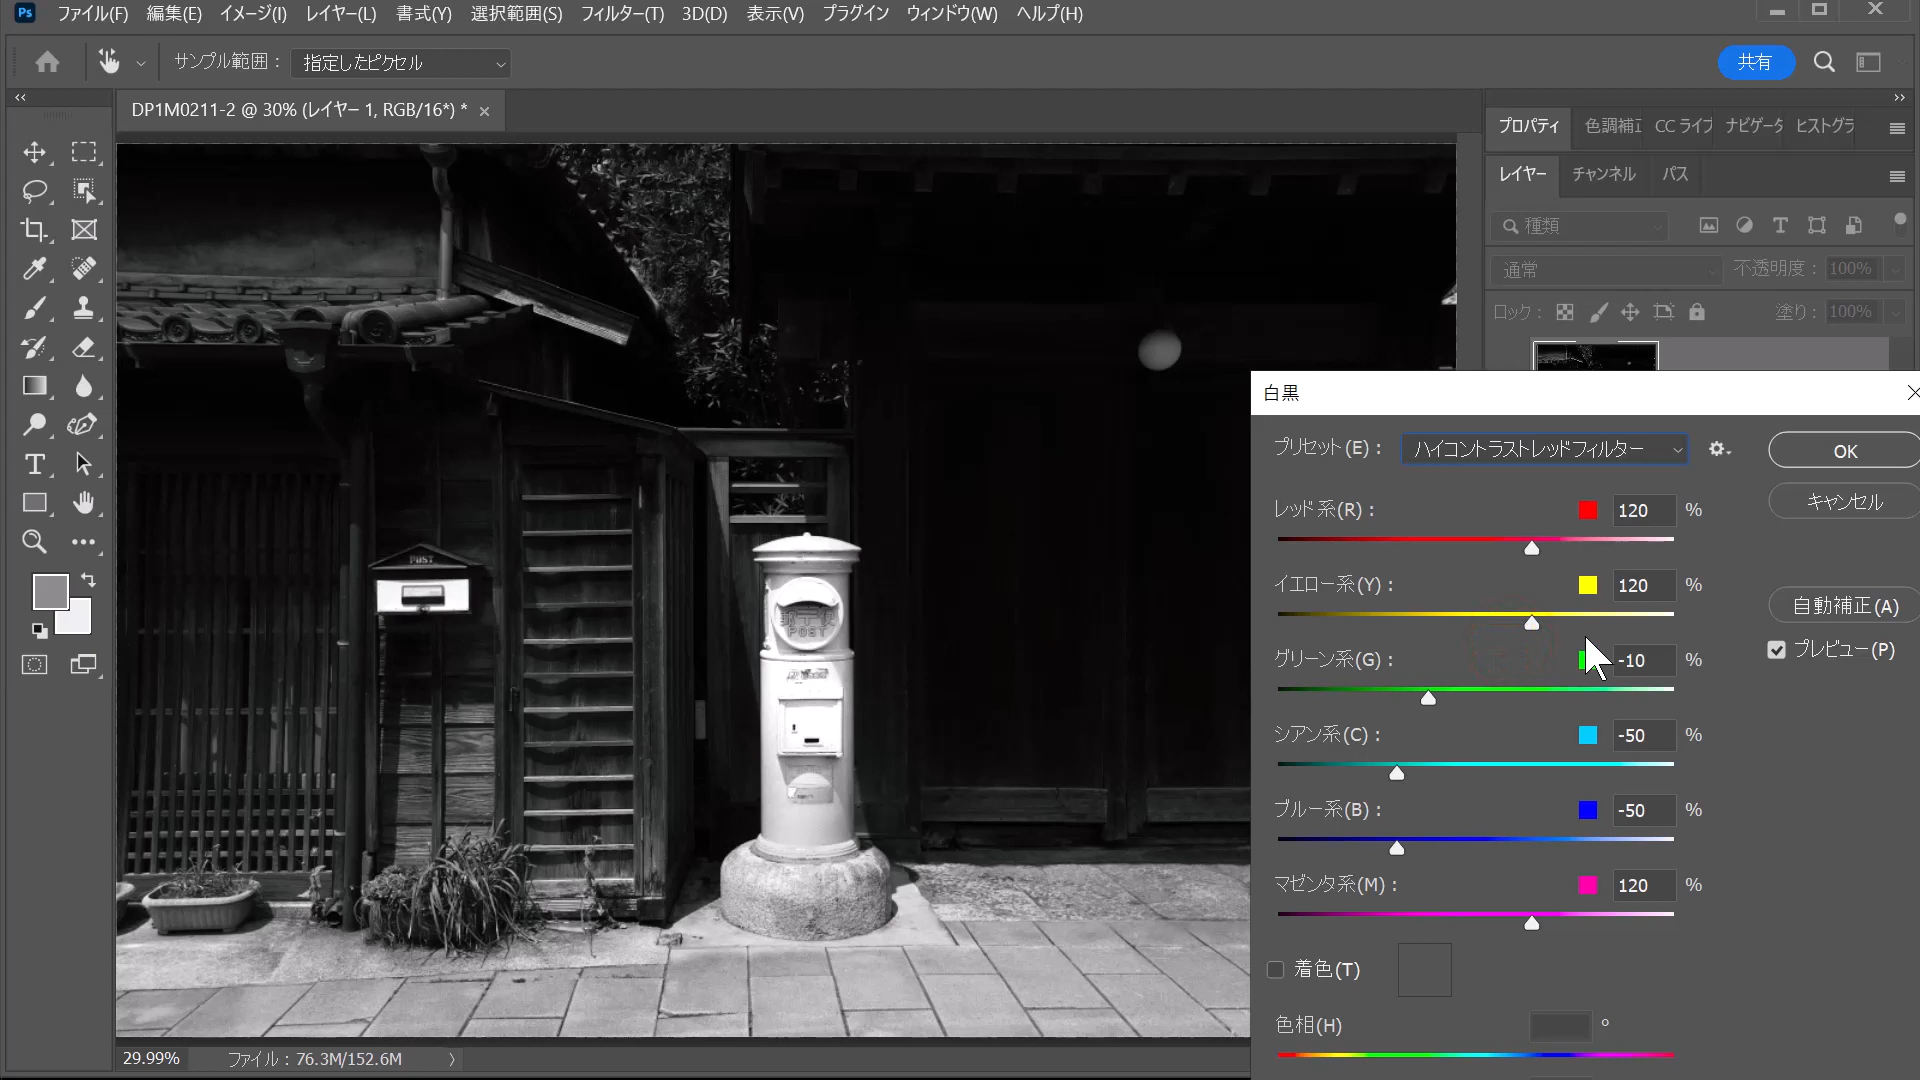 Ps ファイル(F) 編集(E) イメージ(I) レイヤー(L) 書式(Y) 選択範囲(S) フィルター(T) 3D(D) 表示(V) プラグイン ウィンドウ(W) ヘルプ(H)
サンプル範囲： 指定したピクセル
共有
DP1M0211-2 @ 30% (レイヤー 1, RGB/16*) *
プロパティ 色調補正 CC ライブ ナビゲータ ヒストグラ
レイヤー チャンネル パス
種類
通常 不透明度： 100%
ロック： 塗り： 100%
POST
郵便
POST
白黒
プリセット(E)： ハイコントラストレッドフィルター
OK
キャンセル
レッド系(R)： 120 %
イエロー系(Y)： 120 %
自動補正(A)
プレビュー(P)
グリーン系(G)： -10 %
シアン系(C)： -50 %
ブルー系(B)： -50 %
マゼンタ系(M)： 120 %
着色(T)
色相(H) °
29.99% ファイル：76.3M/152.6M